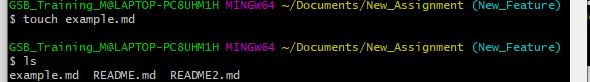 GSB_Training_M@LAPTOP-PC8UHM1H MINGW64 ~/Documents/New_Assignment (New_Feature)
$ touch example.md
GSB_Training_M@LAPTOP-PC8UHM1H MINGW64 ~/Documents/New_Assignment (New_Feature)
$ ls
example.md  README.md  README2.md